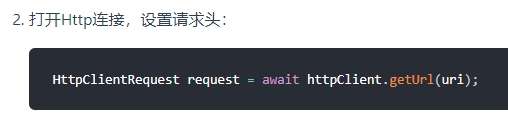 2. 打开Http连接，设置请求头：
HttpClientRequest request = await httpClient.getUrl(uri);